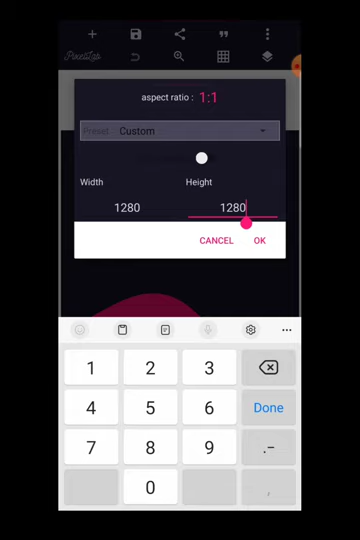 PixelLab
aspect ratio : 1:1
Preset Custom
Width Height
1280 1280
CANCEL OK
1 2 3
4 5 6 Done
7 8 9 .-
0 ,